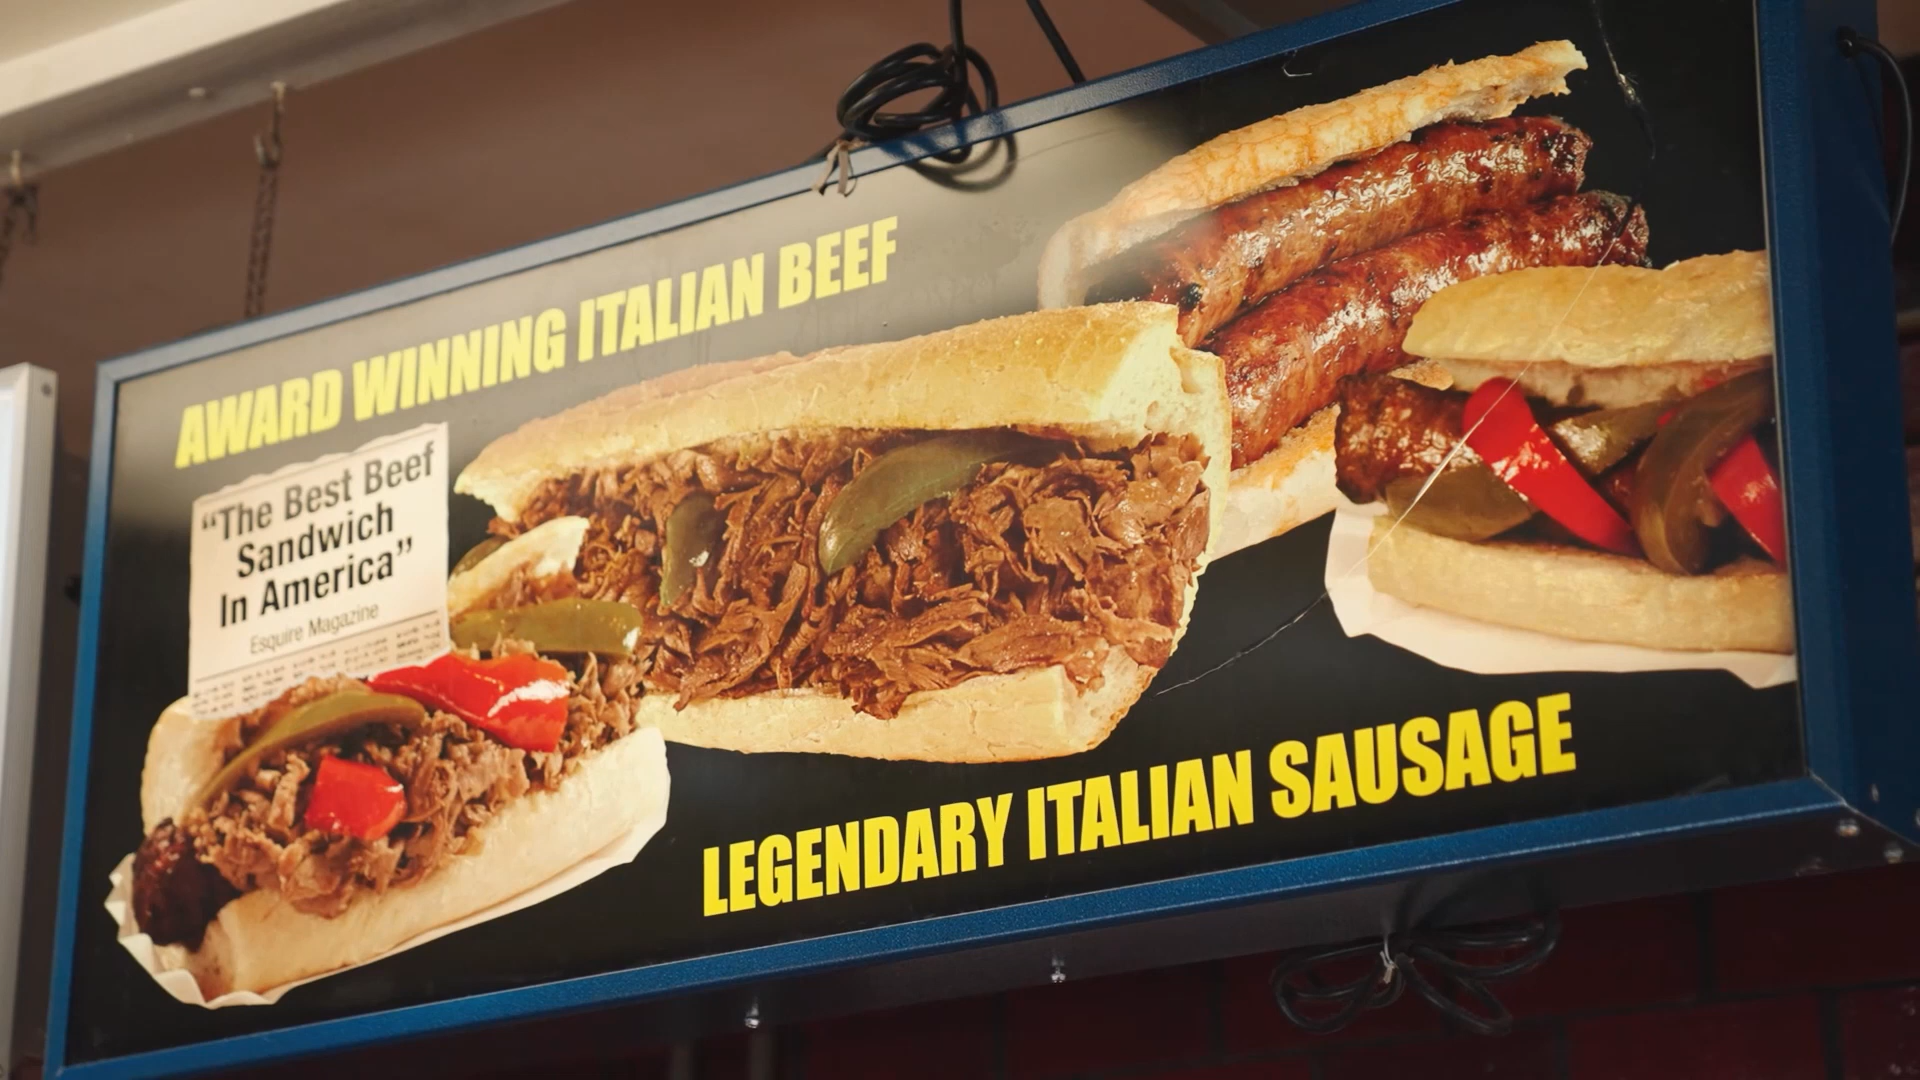 AWARD WINNING ITALIAN BEEF
“The Best Beef
Sandwich
In America”
Esquire Magazine
LEGENDARY ITALIAN SAUSAGE